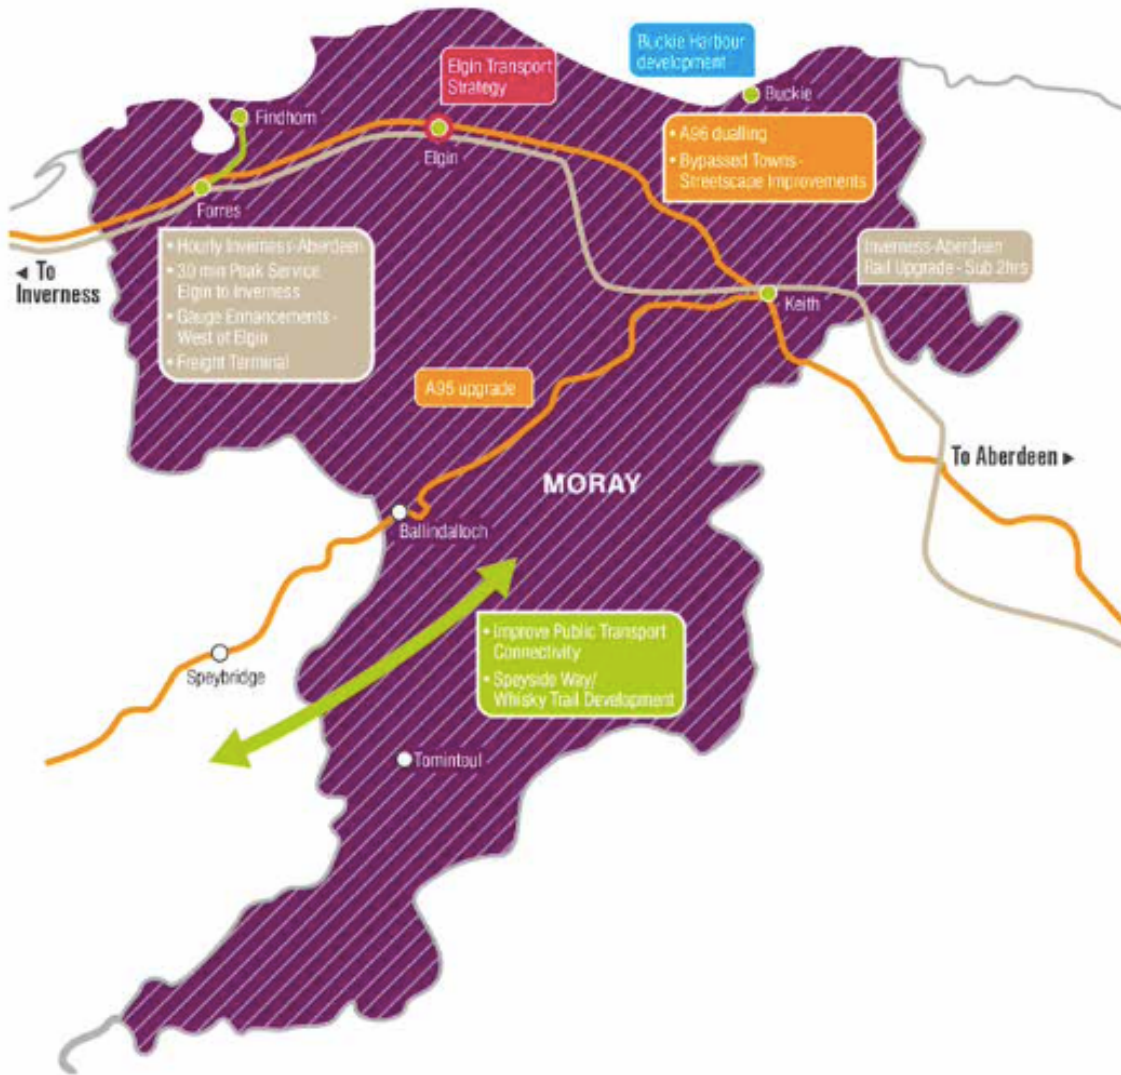 Buckie Harbour
development
Elgin Transport
Strategy
Buckie
Findhorn
• A96 dualling
• Bypassed Towns -
Streetscape Improvements
Elgin
Forres
• Hourly Inverness-Aberdeen
• 30 min Peak Service
Elgin to Inverness
• Gauge Enhancements -
West of Elgin
• Freight Terminal
Inverness-Aberdeen
Rail Upgrade - Sub 2hrs
◄ To
Inverness
Keith
A95 upgrade
To Aberdeen ►
MORAY
Ballindalloch
• Improve Public Transport
Connectivity
• Speyside Way/
Whisky Trail Development
Speybridge
Tomintoul